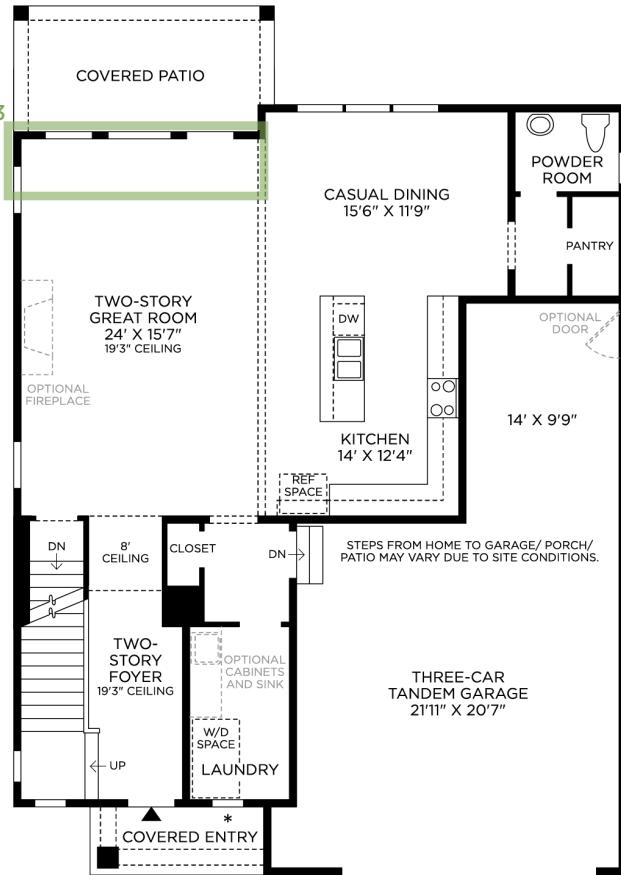 COVERED PATIO
3
POWDER
ROOM
CASUAL DINING
15'6" X 11'9"
PANTRY
TWO-STORY
GREAT ROOM
24' X 15'7"
19'3" CEILING
DW
OPTIONAL
DOOR
OPTIONAL
FIREPLACE
14' X 9'9"
KITCHEN
14' X 12'4"
REF
SPACE
DN
8'
CEILING
CLOSET
DN
STEPS FROM HOME TO GARAGE/ PORCH/
PATIO MAY VARY DUE TO SITE CONDITIONS.
TWO-
STORY
FOYER
19'3" CEILING
OPTIONAL
CABINETS
AND SINK
THREE-CAR
TANDEM GARAGE
21'11" X 20'7"
W/D
SPACE
UP
LAUNDRY
*
COVERED ENTRY